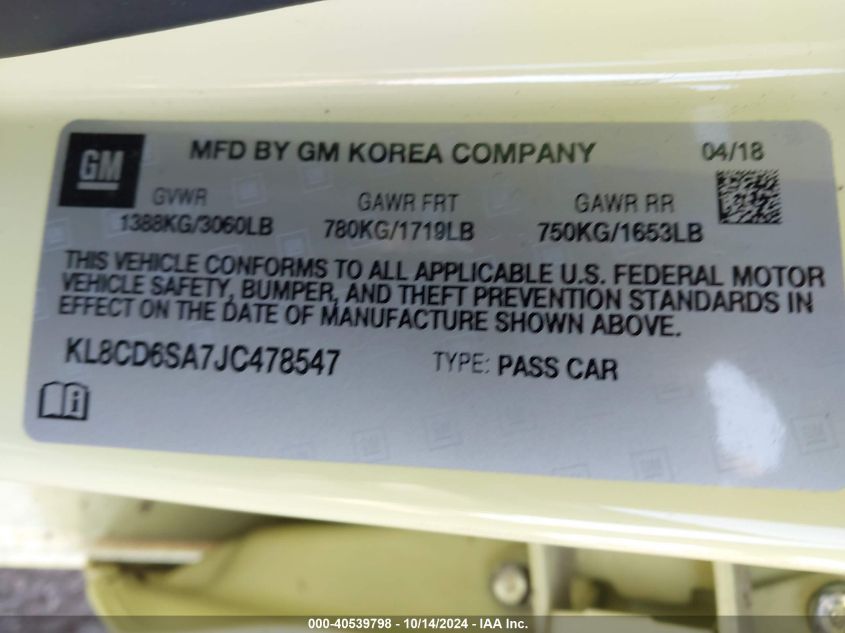 GM
MFD BY GM KOREA COMPANY 04/18
GVWR GAWR FRT GAWR RR
1388KG/3060LB 780KG/1719LB 750KG/1653LB
THIS VEHICLE CONFORMS TO ALL APPLICABLE U.S. FEDERAL MOTOR
VEHICLE SAFETY, BUMPER, AND THEFT PREVENTION STANDARDS IN
EFFECT ON THE DATE OF MANUFACTURE SHOWN ABOVE.
KL8CD6SA7JC478547 TYPE: PASS CAR
000-40539798 - 10/14/2024 - IAA Inc.